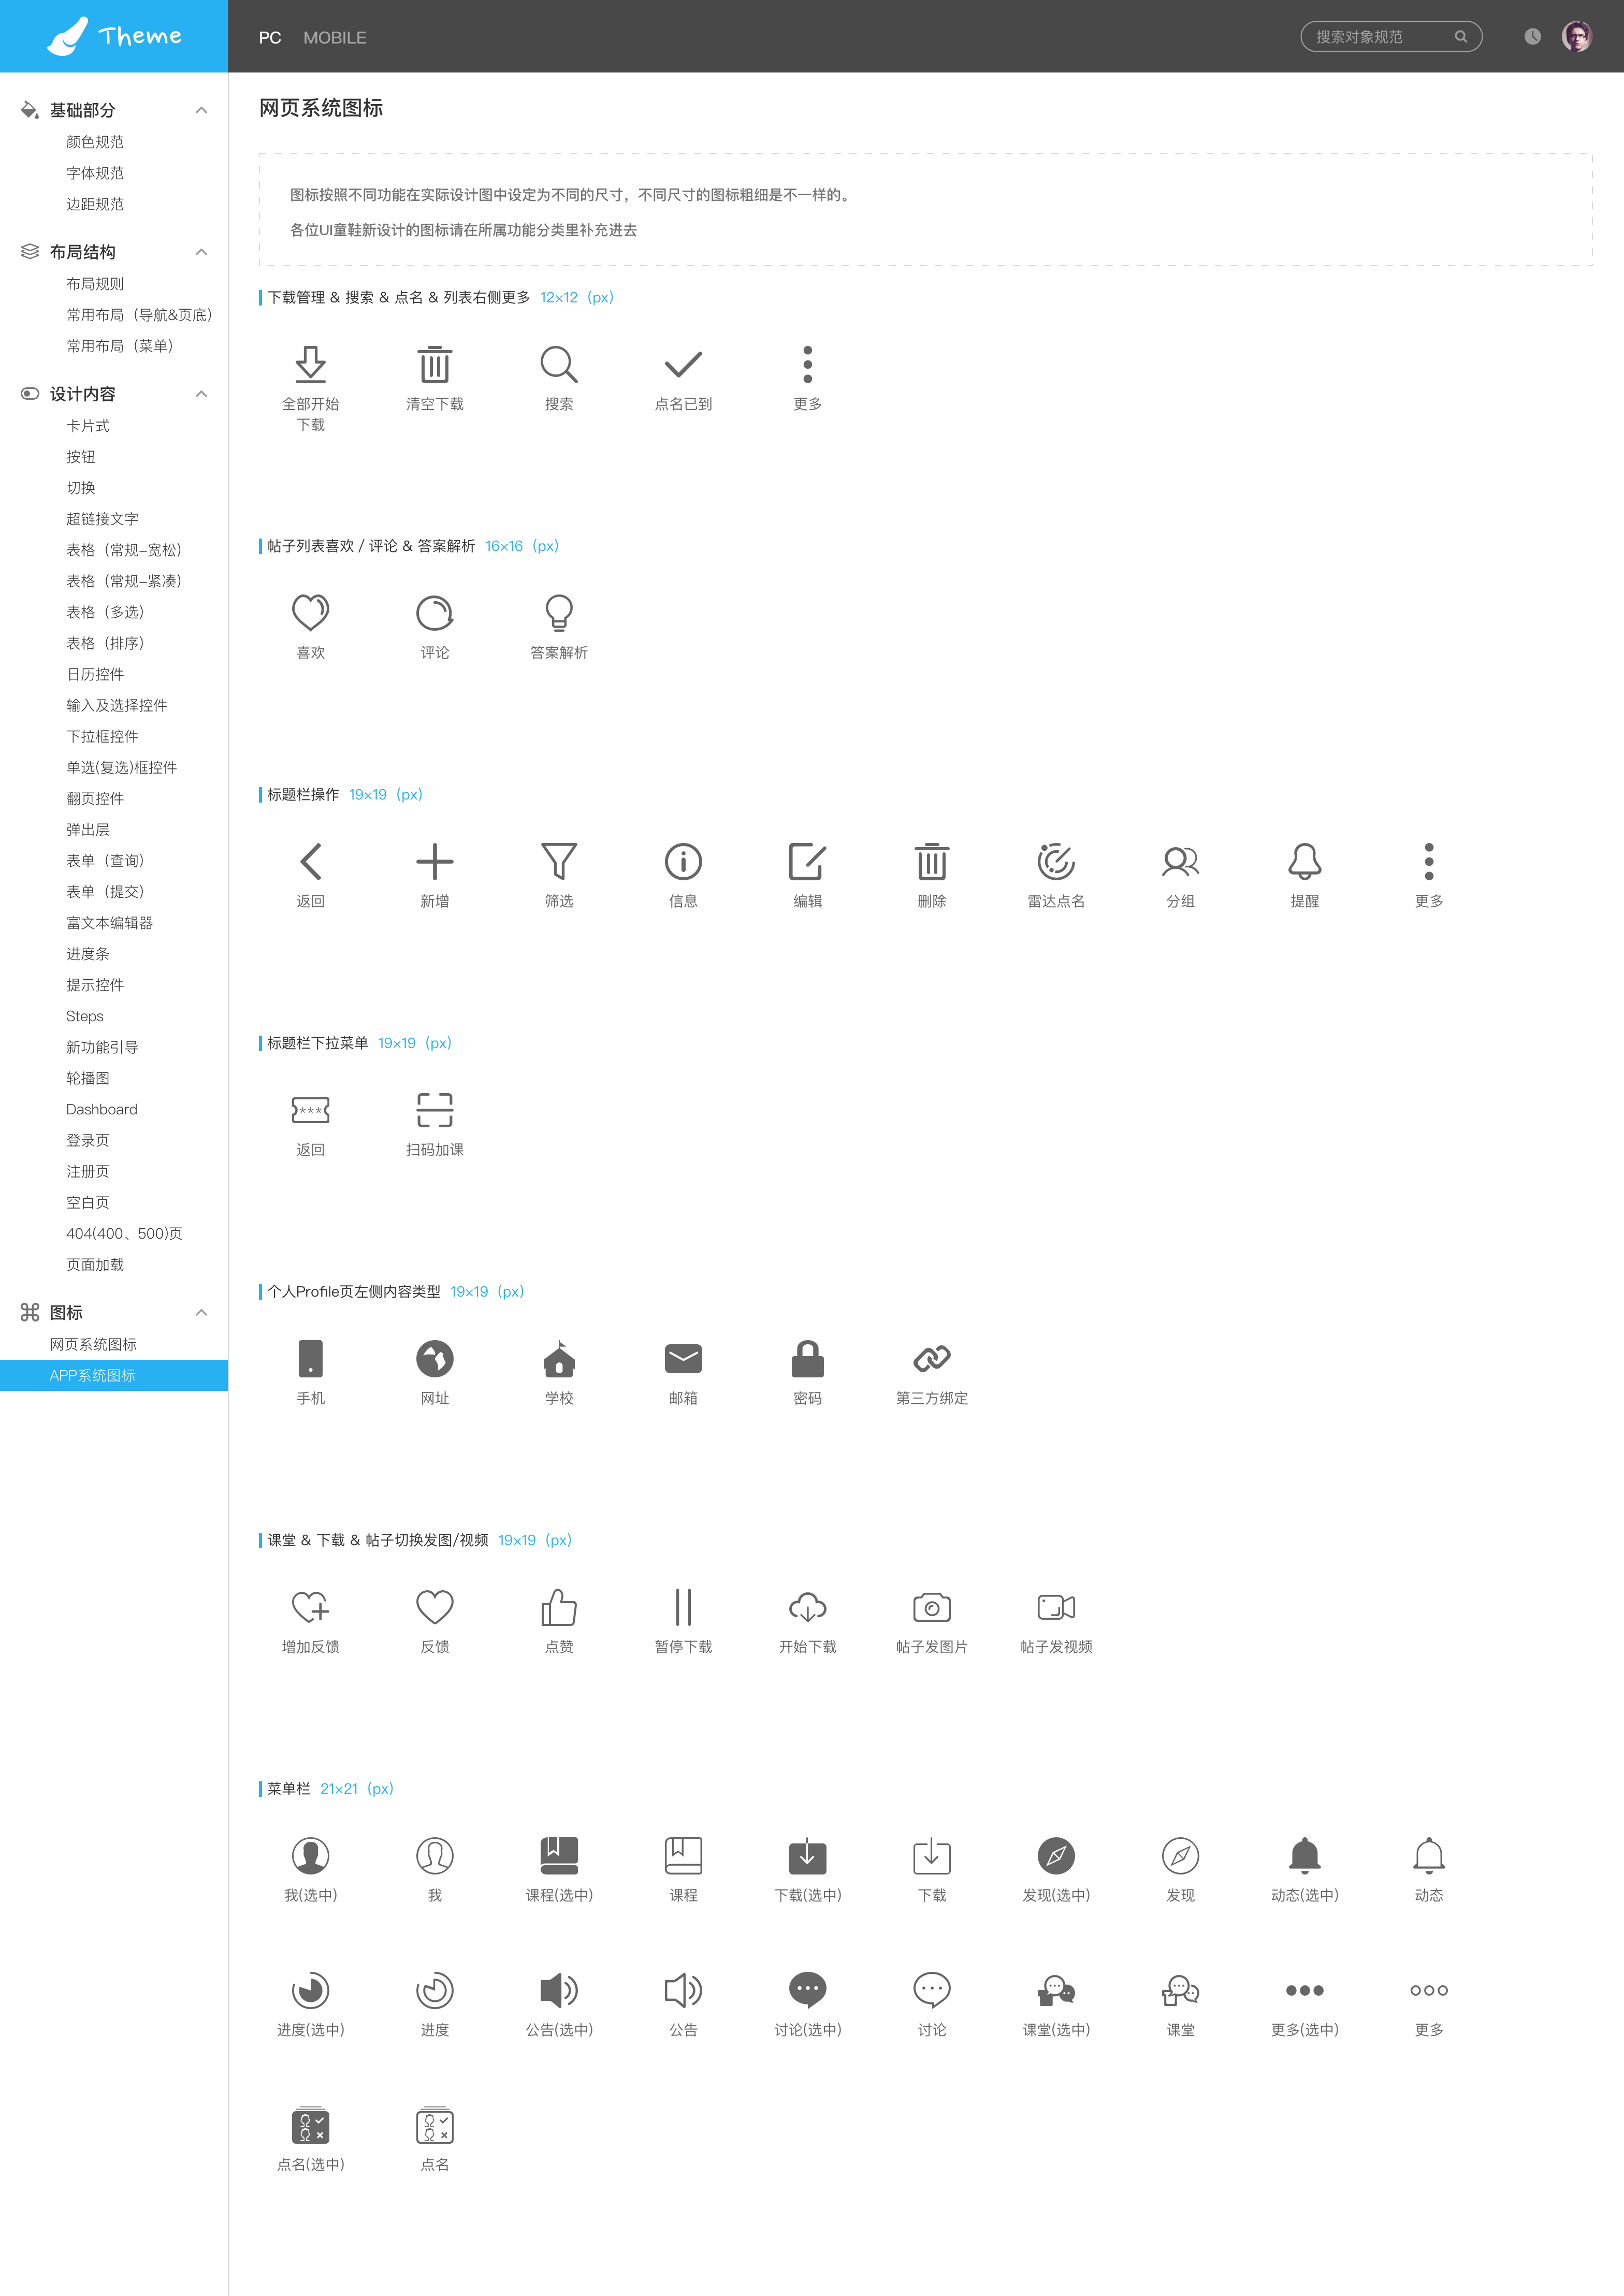 Theme
PC
MOBILE
搜索对象规范
基础部分
颜色规范
字体规范
边距规范
布局结构
布局规则
常用布局（导航&页底）
常用布局（菜单）
设计内容
卡片式
按钮
切换
超链接文字
表格（常规–宽松）
表格（常规–紧凑）
表格（多选）
表格（排序）
日历控件
输入及选择控件
下拉框控件
单选(复选)框控件
翻页控件
弹出层
表单（查询）
表单（提交）
富文本编辑器
进度条
提示控件
Steps
新功能引导
轮播图
Dashboard
登录页
注册页
空白页
404(400、500)页
页面加载
图标
网页系统图标
APP系统图标
网页系统图标
图标按照不同功能在实际设计图中设定为不同的尺寸，不同尺寸的图标粗细是不一样的。
各位UI童鞋新设计的图标请在所属功能分类里补充进去
下载管理 & 搜索 & 点名 & 列表右侧更多 12×12（px）
全部开始
下载
清空下载
搜索
点名已到
更多
帖子列表喜欢 / 评论 & 答案解析 16×16（px）
喜欢
评论
答案解析
标题栏操作 19×19（px）
返回
新增
筛选
信息
编辑
删除
雷达点名
分组
提醒
更多
标题栏下拉菜单 19×19（px）
***
返回
扫码加课
个人Profile页左侧内容类型 19×19（px）
手机
网址
学校
邮箱
密码
第三方绑定
课堂 & 下载 & 帖子切换发图/视频 19×19（px）
增加反馈
反馈
点赞
暂停下载
开始下载
帖子发图片
帖子发视频
菜单栏 21×21（px）
我(选中)
我
课程(选中)
课程
下载(选中)
下载
发现(选中)
发现
动态(选中)
动态
进度(选中)
进度
公告(选中)
公告
讨论(选中)
讨论
课堂(选中)
课堂
更多(选中)
更多
点名(选中)
点名